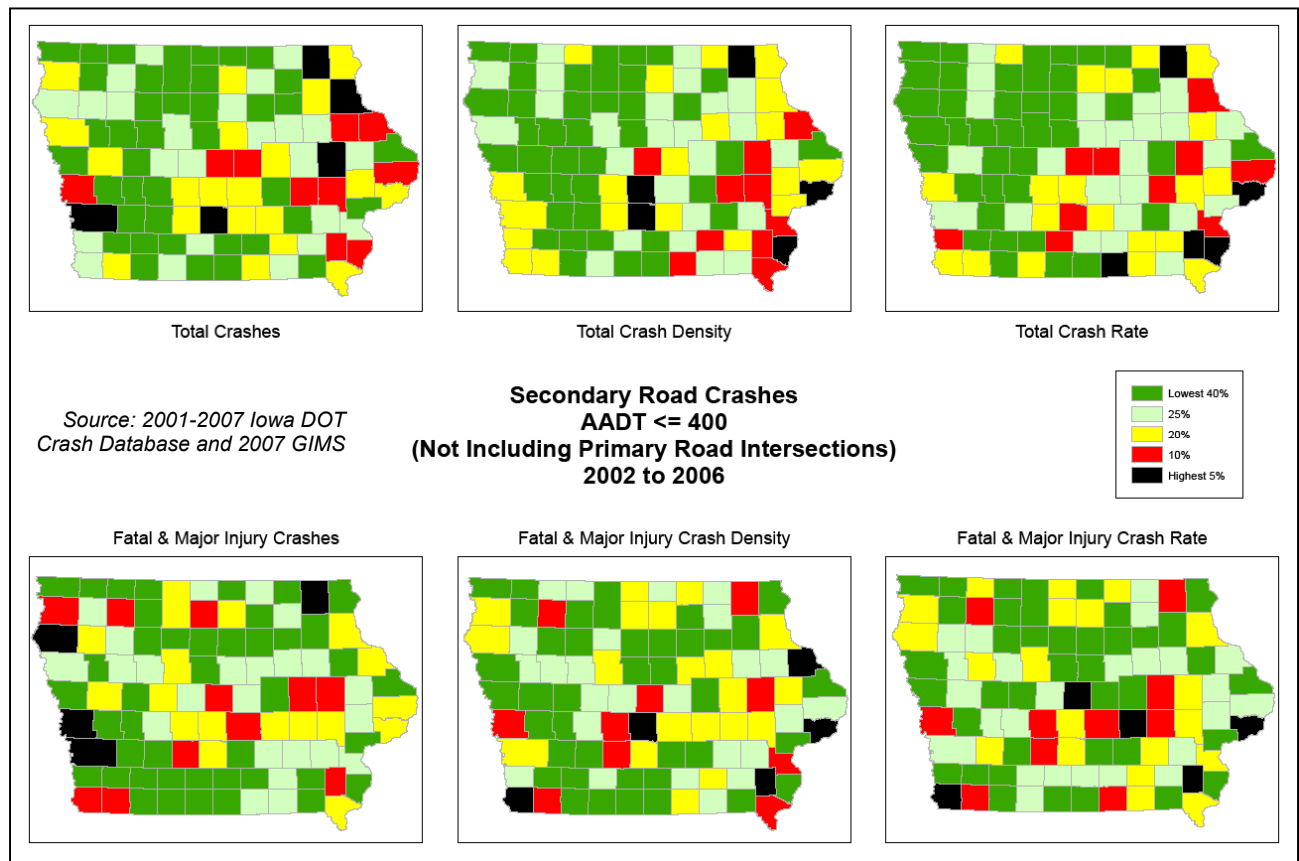 Total Crashes
Total Crash Density
Total Crash Rate
Source: 2001-2007 Iowa DOT
Crash Database and 2007 GIMS
Secondary Road Crashes
AADT <= 400
(Not Including Primary Road Intersections)
2002 to 2006
Lowest 40%
25%
20%
10%
Highest 5%
Fatal & Major Injury Crashes
Fatal & Major Injury Crash Density
Fatal & Major Injury Crash Rate